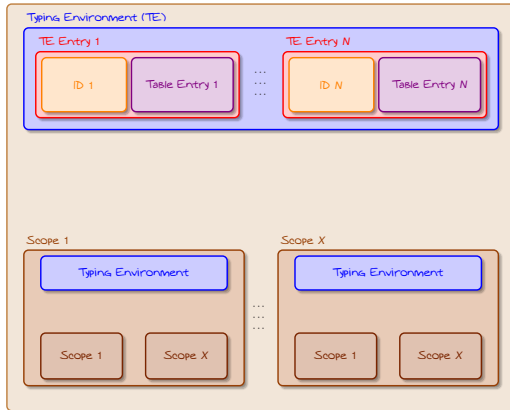 Typing Environment (TE)
TE Entry 1
TE Entry N
ID 1
Table Entry 1
...
...
...
ID N
Table Entry N
Scope 1
Scope X
Typing Environment
Typing Environment
...
...
...
Scope 1
Scope X
Scope 1
Scope X